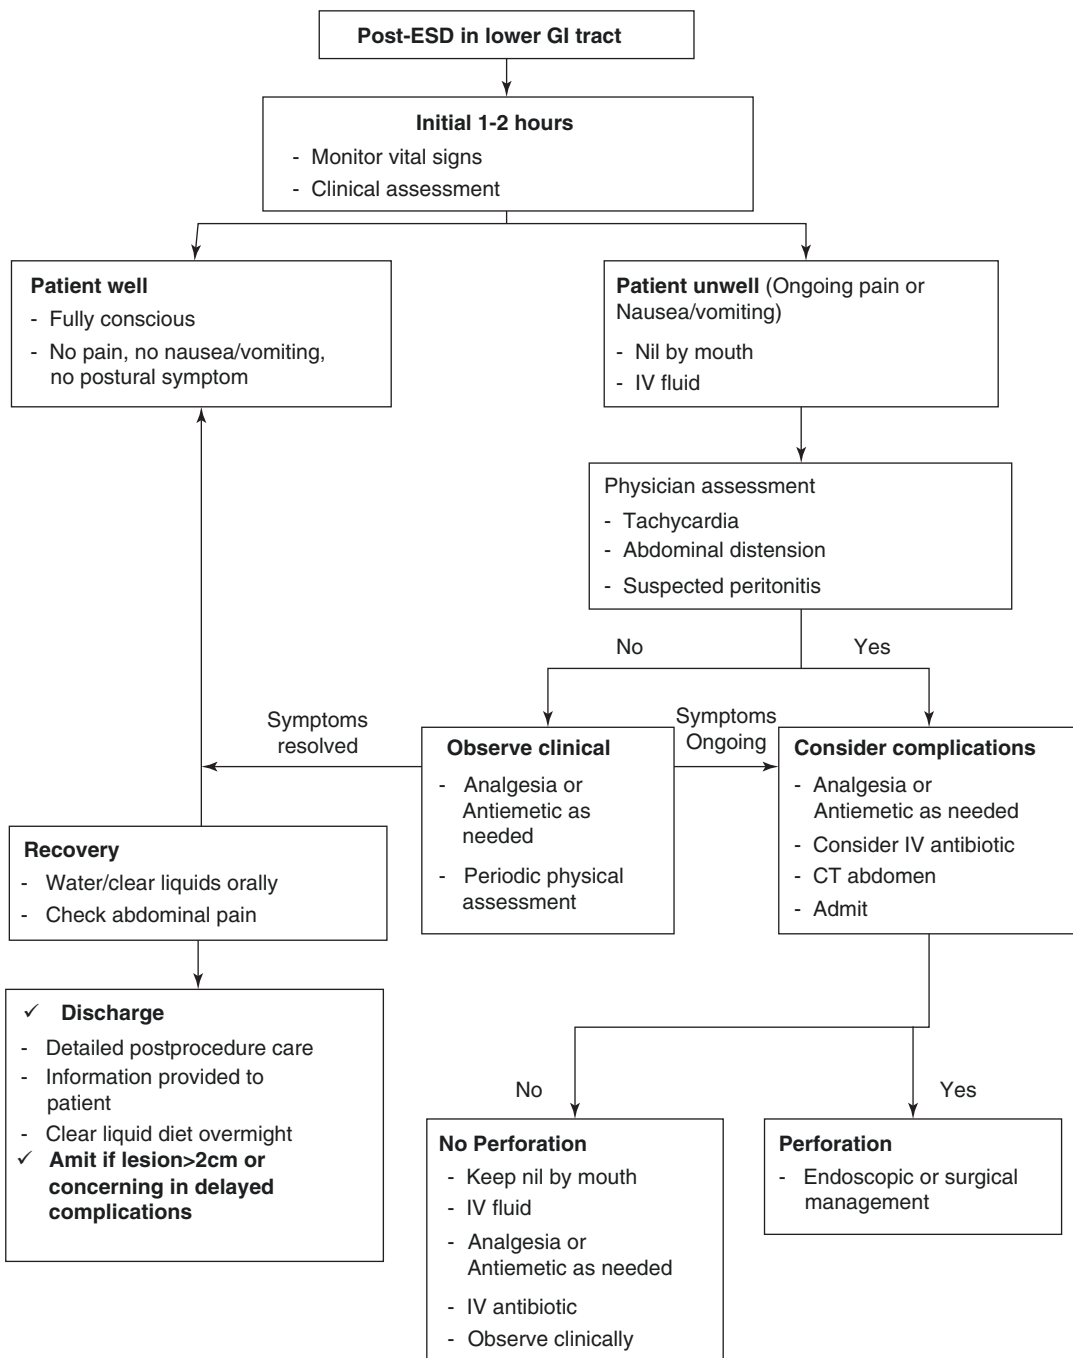 Post-ESD in lower GI tract
Initial 1-2 hours
- Monitor vital signs
- Clinical assessment
Patient well
- Fully conscious
- No pain, no nausea/vomiting,
no postural symptom
Patient unwell (Ongoing pain or
Nausea/vomiting)
- Nil by mouth
- IV fluid
Physician assessment
- Tachycardia
- Abdominal distension
- Suspected peritonitis
No
Yes
Symptoms
resolved
Observe clinical
- Analgesia or
Antiemetic as
needed
- Periodic physical
assessment
Symptoms
Ongoing
Consider complications
- Analgesia or
Antiemetic as needed
- Consider IV antibiotic
- CT abdomen
- Admit
Recovery
- Water/clear liquids orally
- Check abdominal pain
✓ Discharge
- Detailed postprocedure care
- Information provided to
patient
- Clear liquid diet overmight
✓ Amit if lesion>2cm or
concerning in delayed
complications
No
Yes
No Perforation
- Keep nil by mouth
- IV fluid
- Analgesia or
Antiemetic as needed
- IV antibiotic
- Observe clinically
Perforation
- Endoscopic or surgical
management